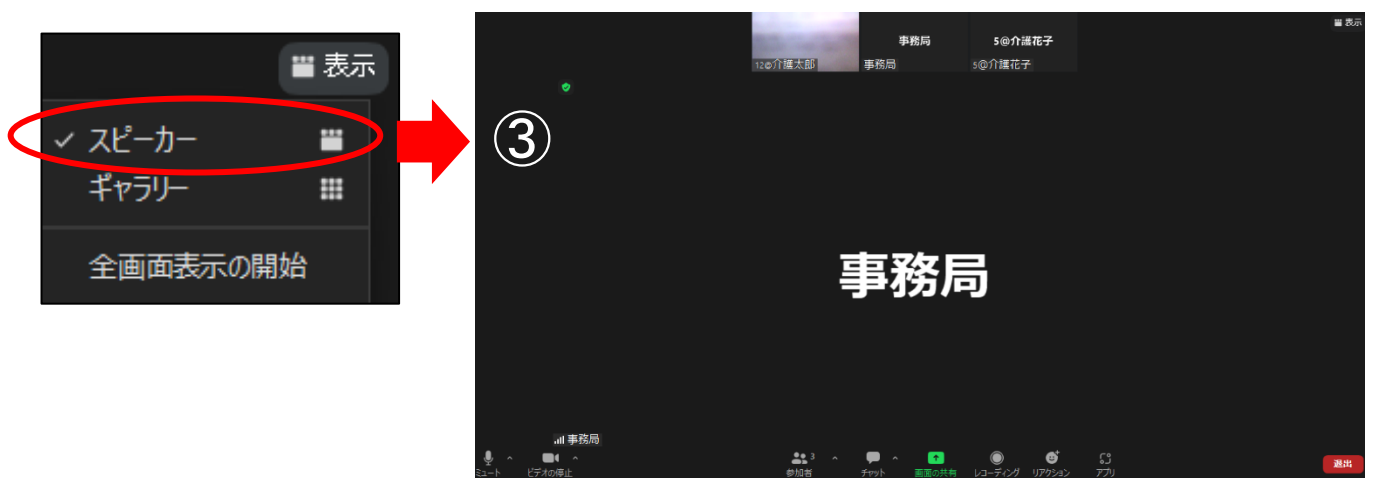 表示
スピーカー
ギャラリー
全画面表示の開始
③
事務局
5@介護花子
表示
12@介護太郎
事務局
5@介護花子
事務局
事務局
ミュート
ビデオの停止
参加者
3
チャット
画面の共有
レコーディング
リアクション
アプリ
退出